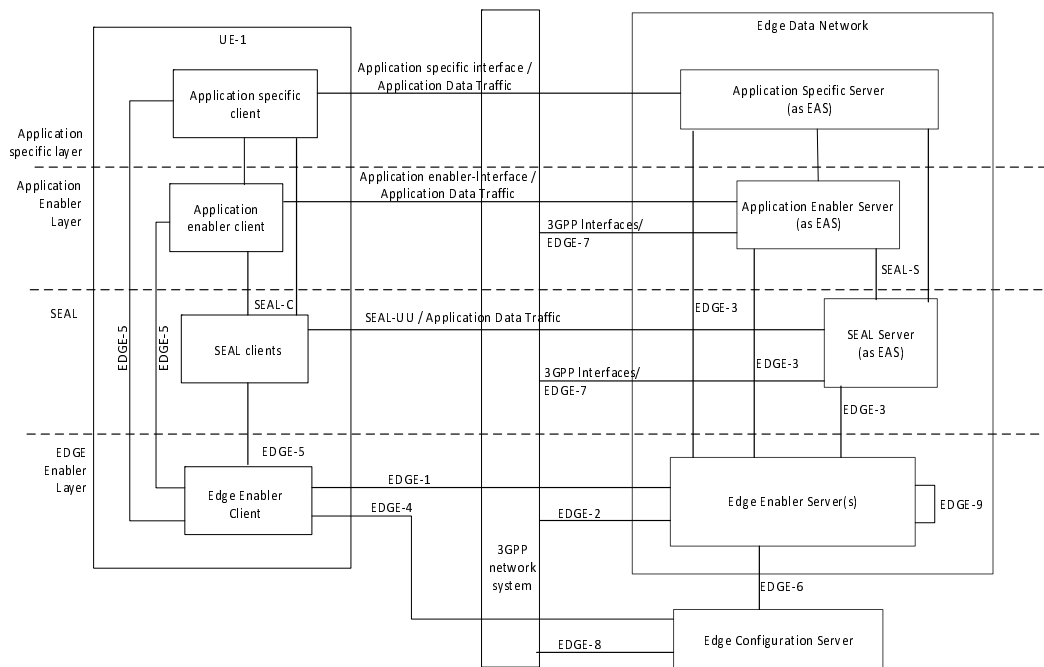 UE-1
Edge Data Network
Application specific interface /
Application Data Traffic
Application specific
client
Application Specific Server
(as EAS)
Application
specific layer
Application
Enabler
Layer
Application enabler-Interface /
Application Data Traffic
Application
enabler client
Application Enabler Server
(as EAS)
3GPP Interfaces/
EDGE-7
SEAL-S
SEAL-C
SEAL
EDGE-5
EDGE-5
SEAL-UU / Application Data Traffic
EDGE-3
SEAL clients
SEAL Server
(as EAS)
EDGE-3
3GPP Interfaces/
EDGE-7
EDGE-3
EDGE
Enabler
Layer
EDGE-5
EDGE-1
Edge Enabler
Client
EDGE-4
EDGE-2
Edge Enabler Server(s)
EDGE-9
3GPP
network
system
EDGE-6
EDGE-8
Edge Configuration Server